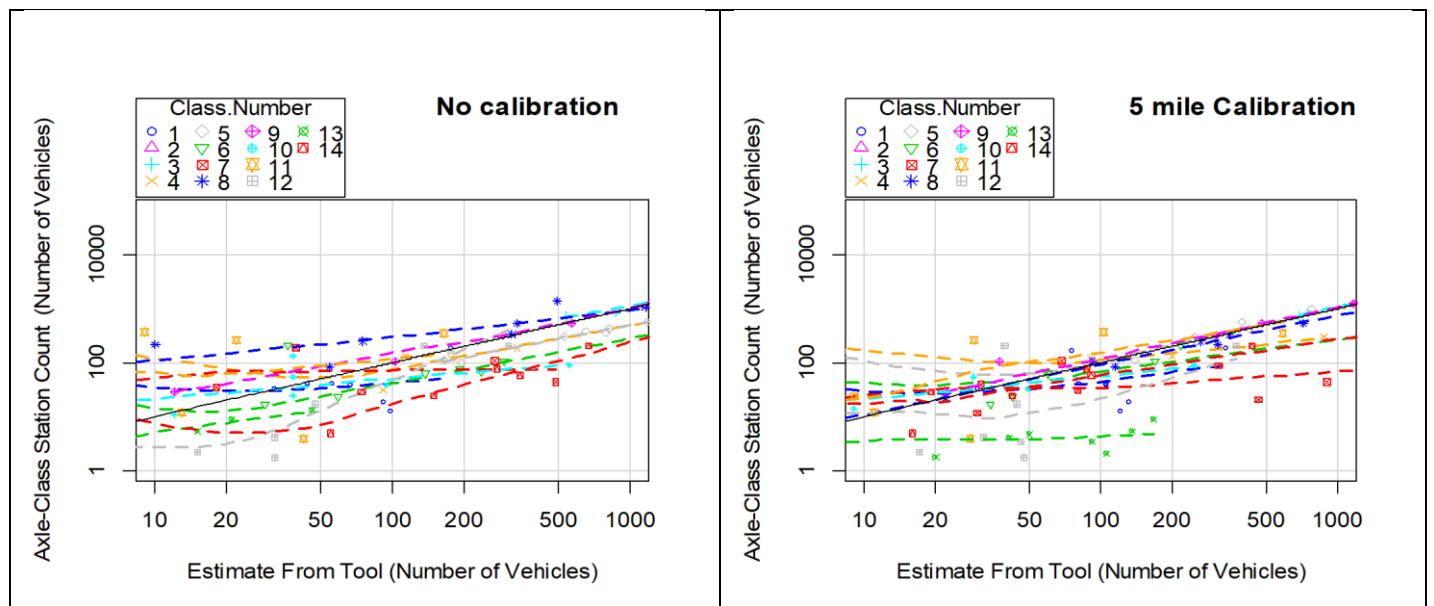 Class.Number
No calibration
1 5 9 13
2 6 10 14
3 7 11
4 8 12
Axle-Class Station Count (Number of Vehicles)
10000
100
1
10 20 50 100 200 500 1000
Estimate From Tool (Number of Vehicles)
Class.Number
5 mile Calibration
1 5 9 13
2 6 10 14
3 7 11
4 8 12
Axle-Class Station Count (Number of Vehicles)
10000
100
1
10 20 50 100 200 500 1000
Estimate From Tool (Number of Vehicles)